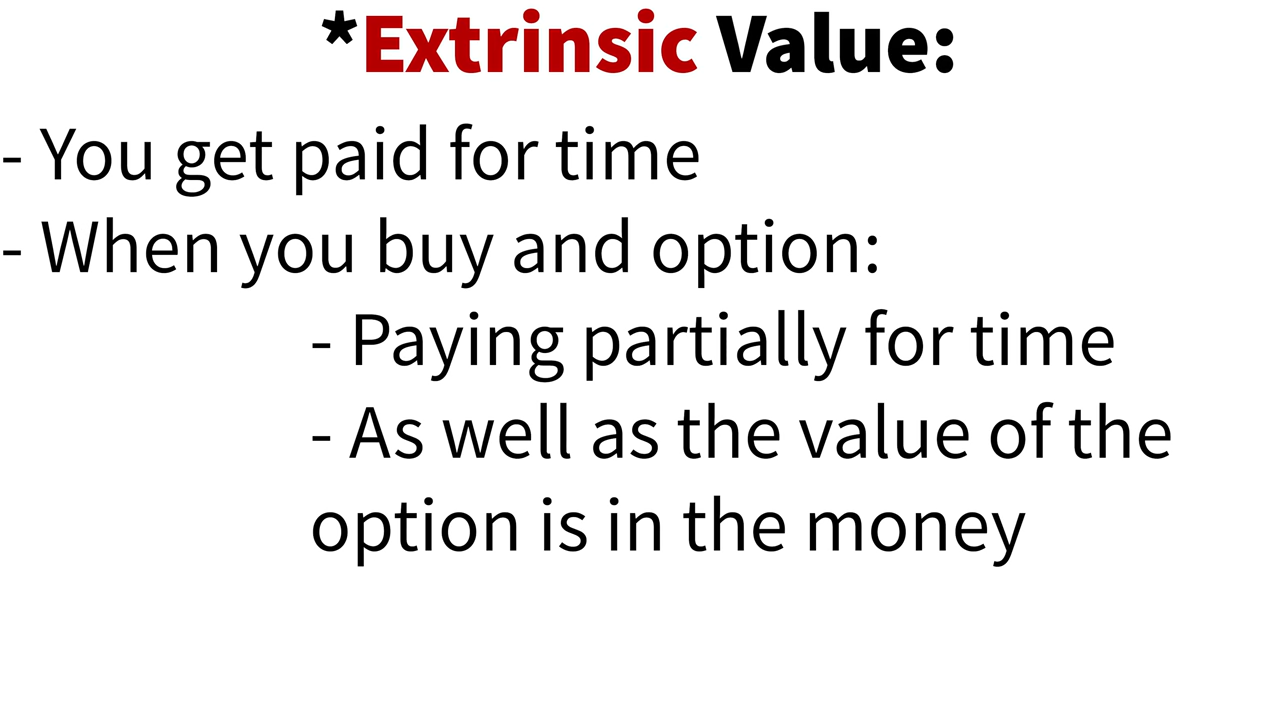 *Extrinsic Value:
- You get paid for time
- When you buy and option:
- Paying partially for time
- As well as the value of the
option is in the money